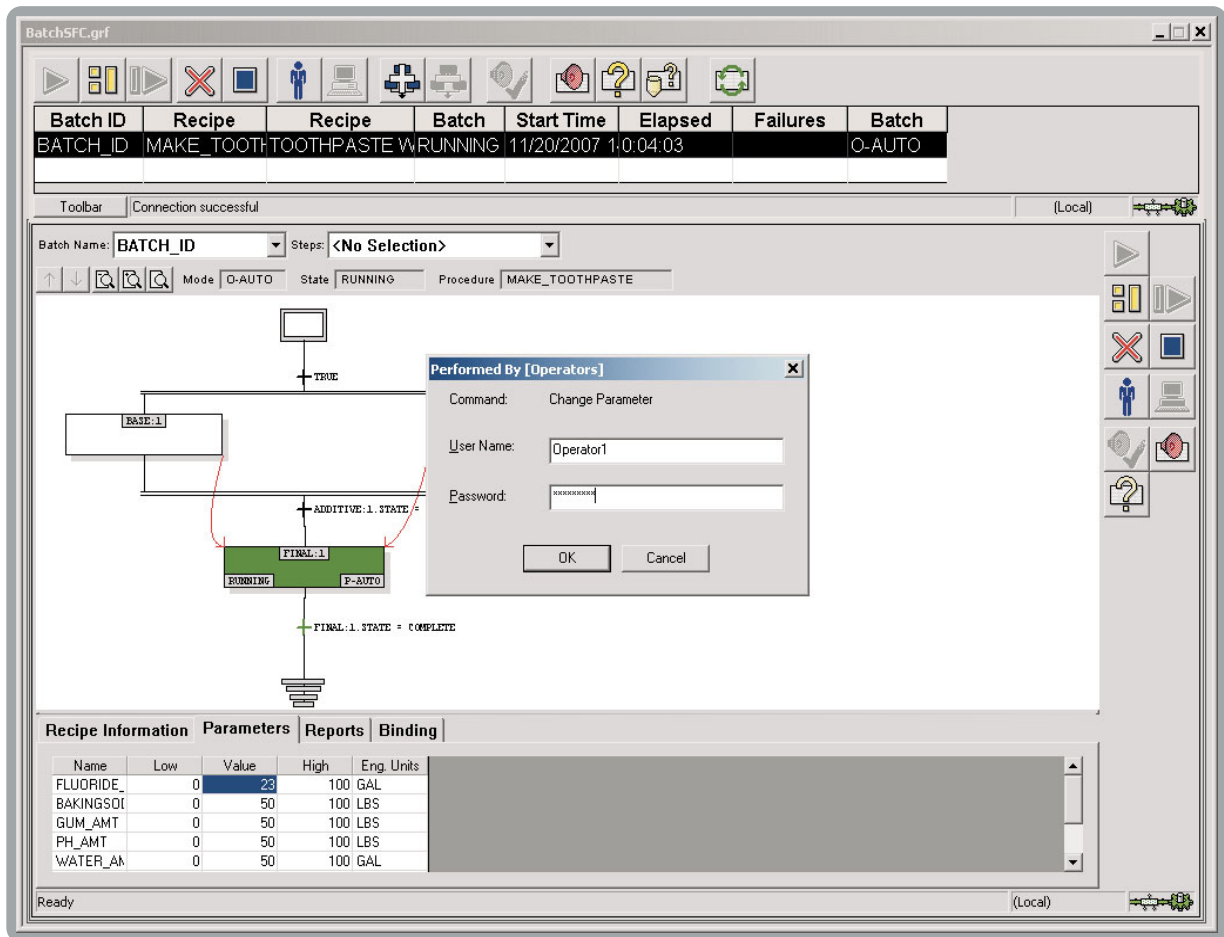 BatchSFC.grf
Batch ID Recipe Recipe Batch Start Time Elapsed Failures Batch
BATCH_ID MAKE_TOOTH TOOTHPASTE W RUNNING 11/20/2007 1 0:04:03 O-AUTO
Toolbar Connection successful (Local)
Batch Name: BATCH_ID Steps: <No Selection>
Mode O-AUTO State RUNNING Procedure MAKE_TOOTHPASTE
TRUE
BASE:1
ADDITIVE:1.STATE =
FINAL:1
RUNNING P-AUTO
FINAL:1.STATE = COMPLETE
Performed By [Operators]
Command: Change Parameter
User Name: Operator1
Password: *********
OK Cancel
Recipe Information Parameters Reports Binding
Name Low Value High Eng. Units
FLUORIDE_ 0 23 100 GAL
BAKINGSO 0 50 100 LBS
GUM_AMT 0 50 100 LBS
PH_AMT 0 50 100 LBS
WATER_AM 0 50 100 GAL
Ready (Local)